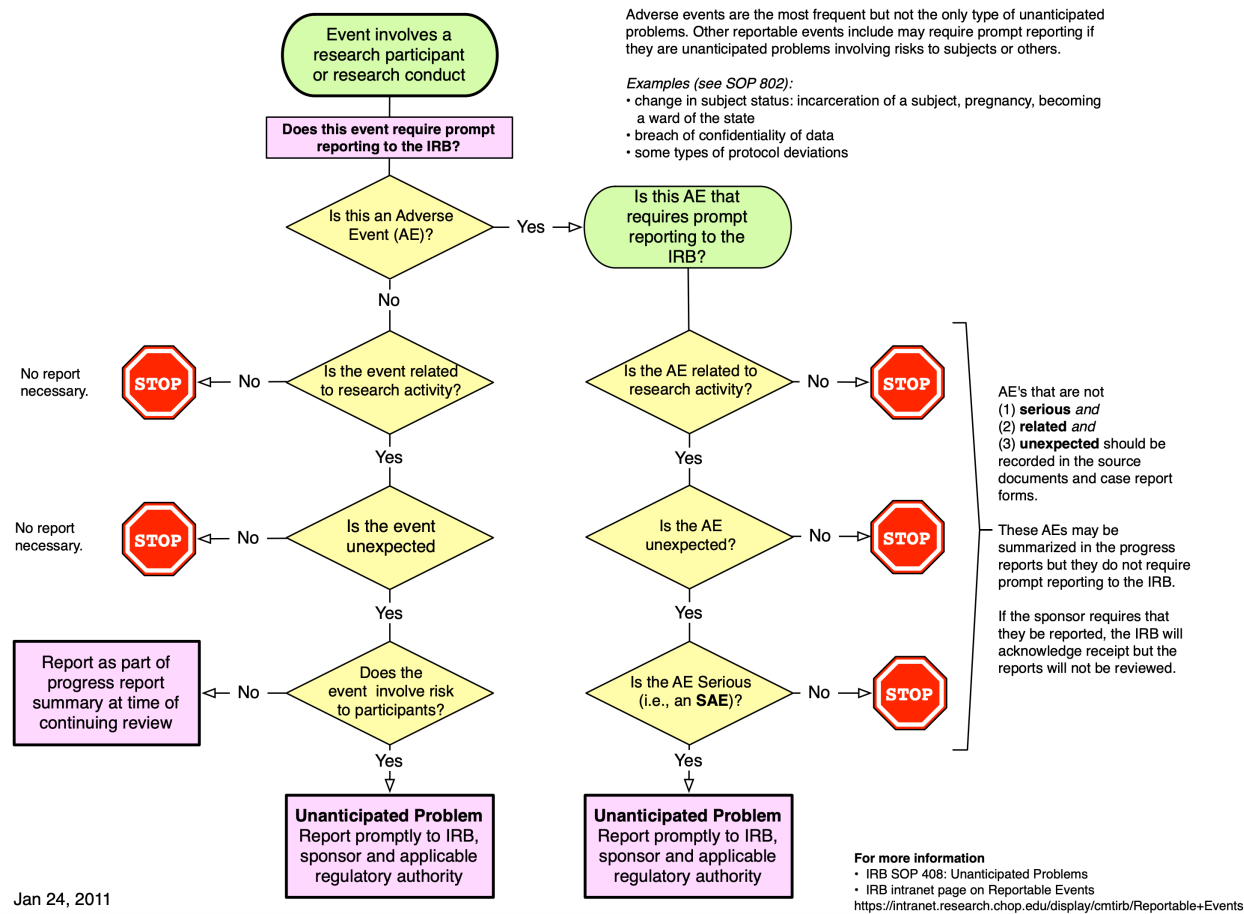 Event involves a
research participant
or research conduct
Adverse events are the most frequent but not the only type of unanticipated
problems. Other reportable events include may require prompt reporting if
they are unanticipated problems involving risks to subjects or others.
Examples (see SOP 802):
• change in subject status: incarceration of a subject, pregnancy, becoming
a ward of the state
• breach of confidentiality of data
• some types of protocol deviations
Does this event require prompt
reporting to the IRB?
Is this an Adverse
Event (AE)?
Yes
Is this AE that
requires prompt
reporting to the
IRB?
No
No report
necessary.
STOP
No
Is the event related
to research activity?
Yes
No report
necessary.
STOP
No
Is the event
unexpected
Yes
Report as part of
progress report
summary at time of
continuing review
No
Does the
event involve risk
to participants?
Yes
Unanticipated Problem
Report promptly to IRB,
sponsor and applicable
regulatory authority
Is the AE related to
research activity?
No
STOP
Yes
Is the AE
unexpected?
No
STOP
Yes
Is the AE Serious
(i.e., an SAE)?
No
STOP
Yes
Unanticipated Problem
Report promptly to IRB,
sponsor and applicable
regulatory authority
AE's that are not
(1) serious and
(2) related and
(3) unexpected should be
recorded in the source
documents and case report
forms.
These AEs may be
summarized in the progress
reports but they do not require
prompt reporting to the IRB.
If the sponsor requires that
they be reported, the IRB will
acknowledge receipt but the
reports will not be reviewed.
For more information
• IRB SOP 408: Unanticipated Problems
• IRB intranet page on Reportable Events
https://intranet.research.chop.edu/display/cmtirb/Reportable+Events
Jan 24, 2011